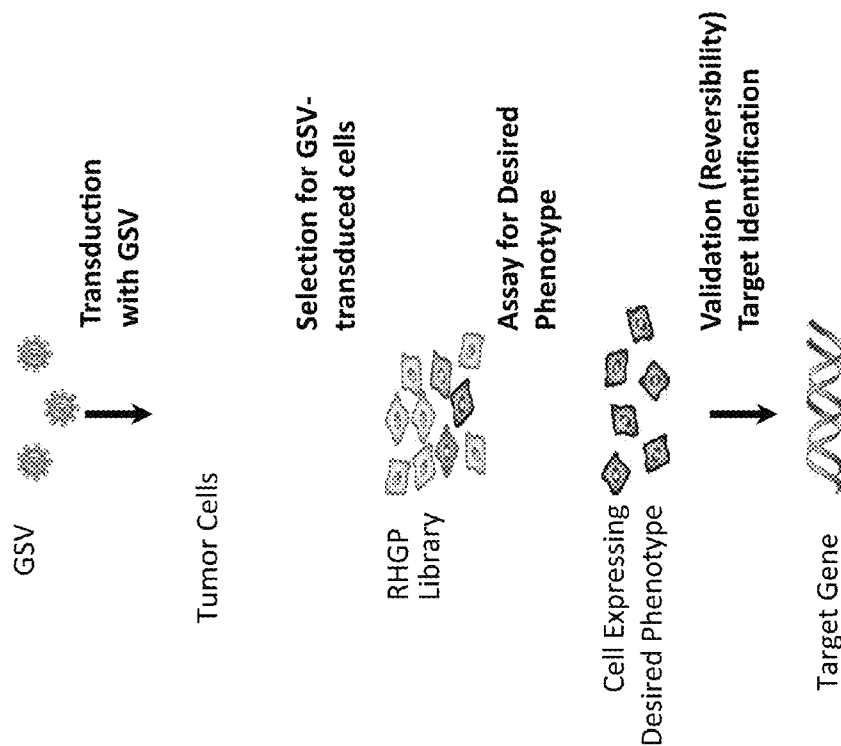 GSV
Transduction
with GSV
Tumor Cells
Selection for GSV-
transduced cells
RHGP
Library
Assay for Desired
Phenotype
Cell Expressing
Desired Phenotype
Validation (Reversibility)
Target Identification
Target Gene